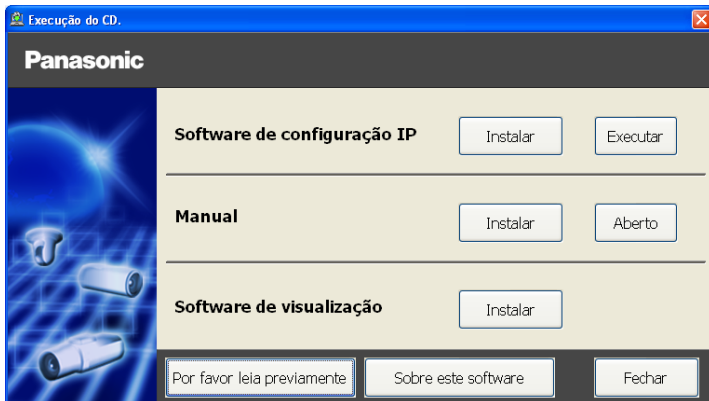 Execução do CD.
Panasonic
Software de configuração IP Instalar Executar
Manual Instalar Aberto
Software de visualização Instalar
Por favor leia previamente Sobre este software Fechar